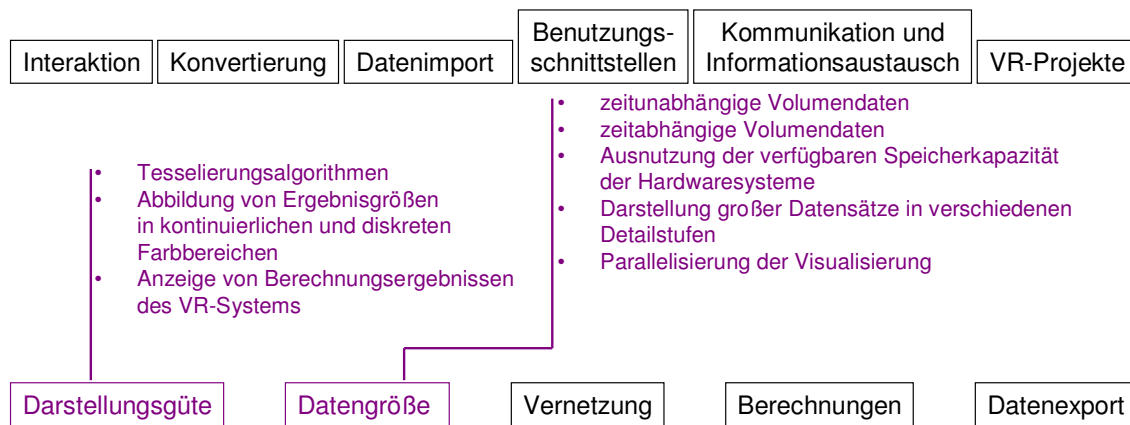 Interaktion
Konvertierung
Datenimport
Benutzungs-
schnittstellen
Kommunikation und
Informationsaustausch
VR-Projekte
• zeitunabhängige Volumendaten
• zeitabhängige Volumendaten
• Ausnutzung der verfügbaren Speicherkapazität
der Hardwaresysteme
• Darstellung großer Datensätze in verschiedenen
Detailstufen
• Parallelisierung der Visualisierung
• Tesselierungsalgorithmen
• Abbildung von Ergebnisgrößen
in kontinuierlichen und diskreten
Farbbereichen
• Anzeige von Berechnungsergebnissen
des VR-Systems
Darstellungsgüte
Datengröße
Vernetzung
Berechnungen
Datenexport